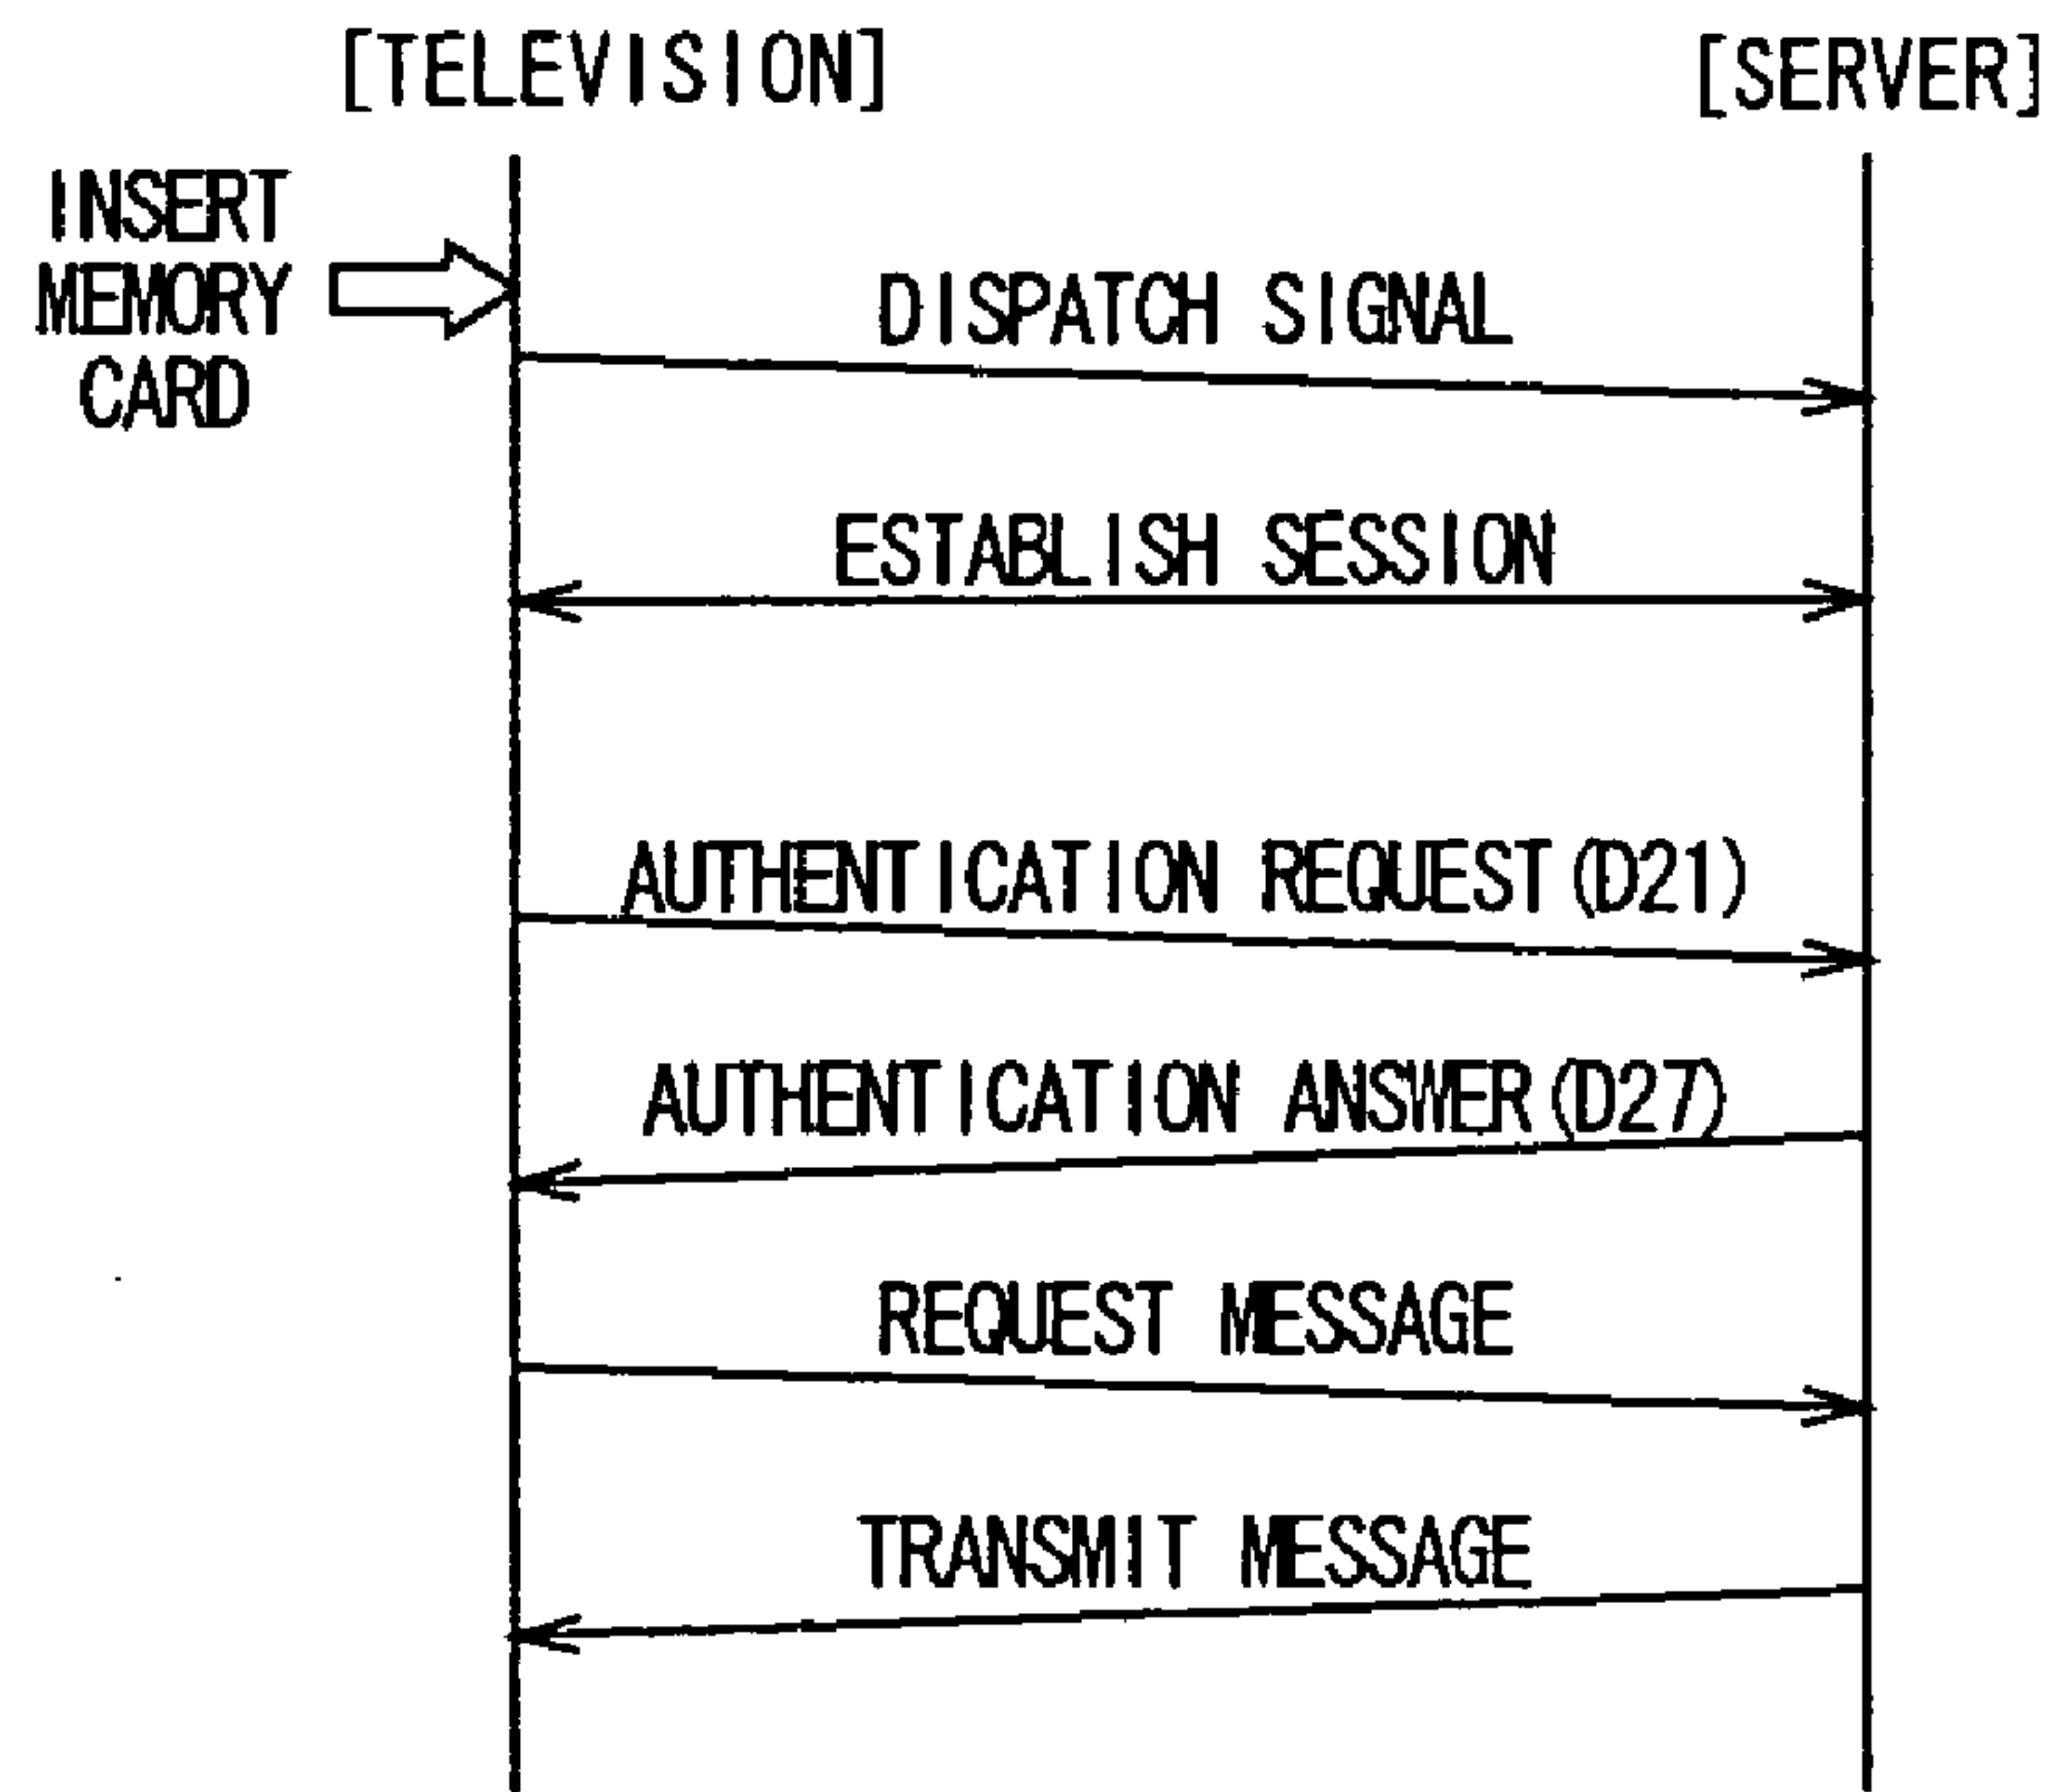 [TELEVISION]
[SERVER]
INSERT
MEMORY
CARD
DISPATCH SIGNAL
ESTABLISH SESSION
AUTHENTICATION REQUEST(D21)
AUTHENTICATION ANSWER(D27)
REQUEST MESSAGE
TRANSMIT MESSAGE